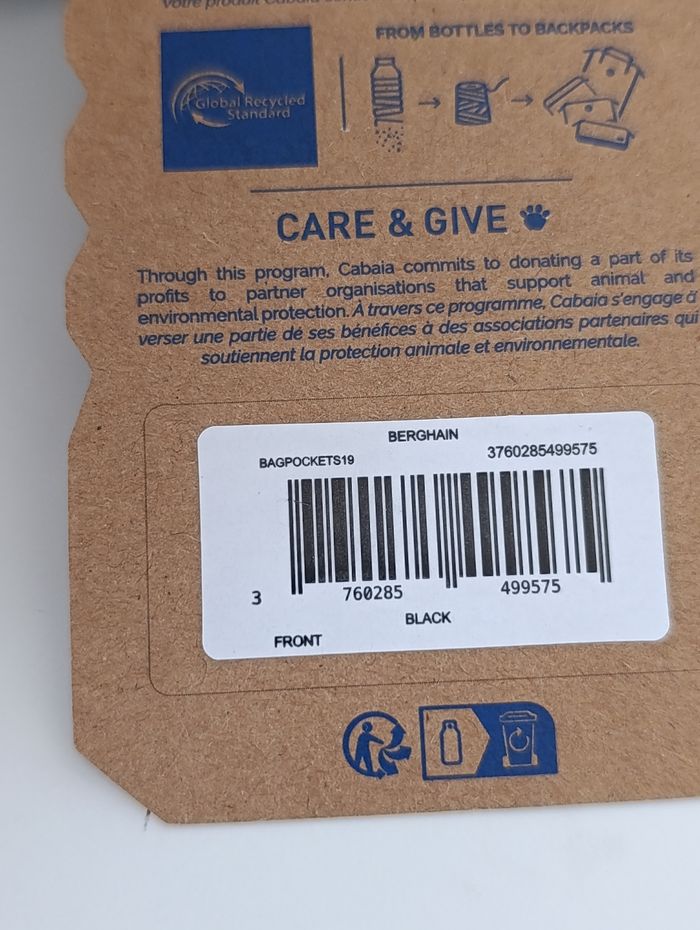 Votre produit Cabaia
FROM BOTTLES TO BACKPACKS
Global Recycled
Standard
CARE & GIVE
Through this program, Cabaia commits to donating a part of its
profits to partner organisations that support animal and
environmental protection. À travers ce programme, Cabaia s'engage à
verser une partie de ses bénéfices à des associations partenaires qui
soutiennent la protection animale et environnementale.
BERGHAIN
BAGPOCKETS19 3760285499575
3 760285 499575
BLACK
FRONT